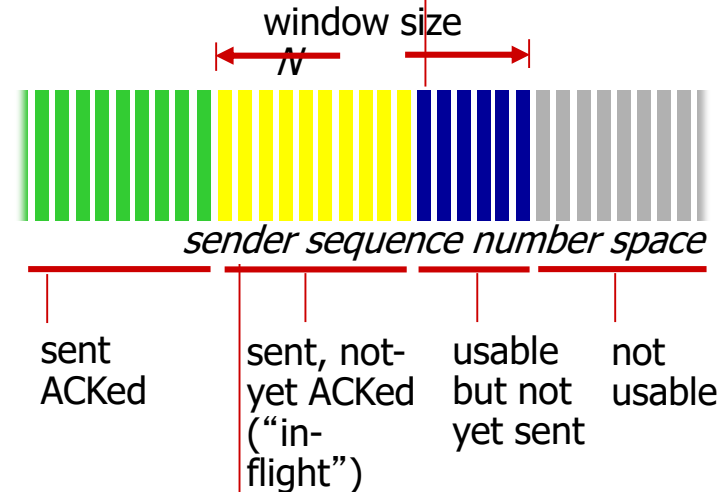 window size
N
sender sequence number space
sent
ACKed
sent, not-
yet ACKed
(“in-
flight”)
usable
but not
yet sent
not
usable